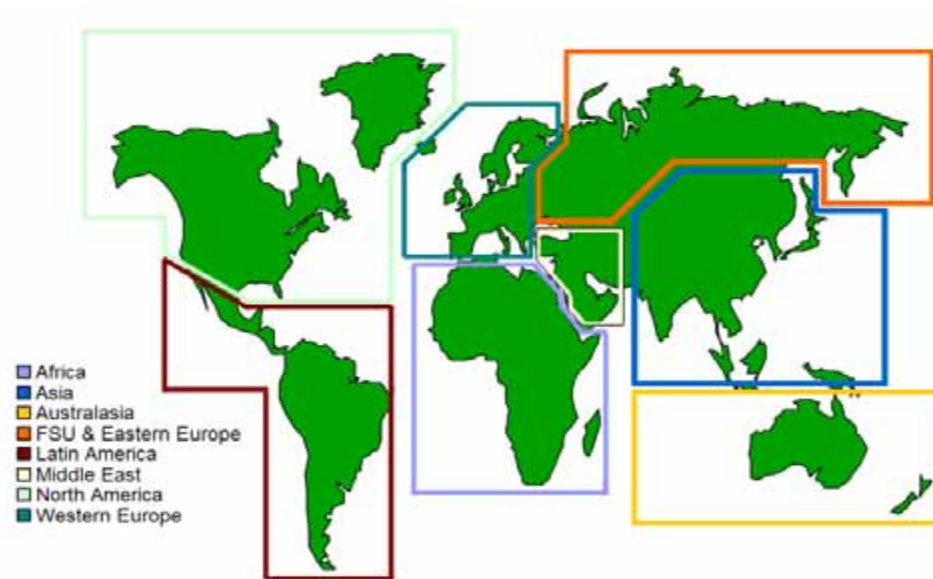 Africa
Asia
Australasia
FSU & Eastern Europe
Latin America
Middle East
North America
Western Europe